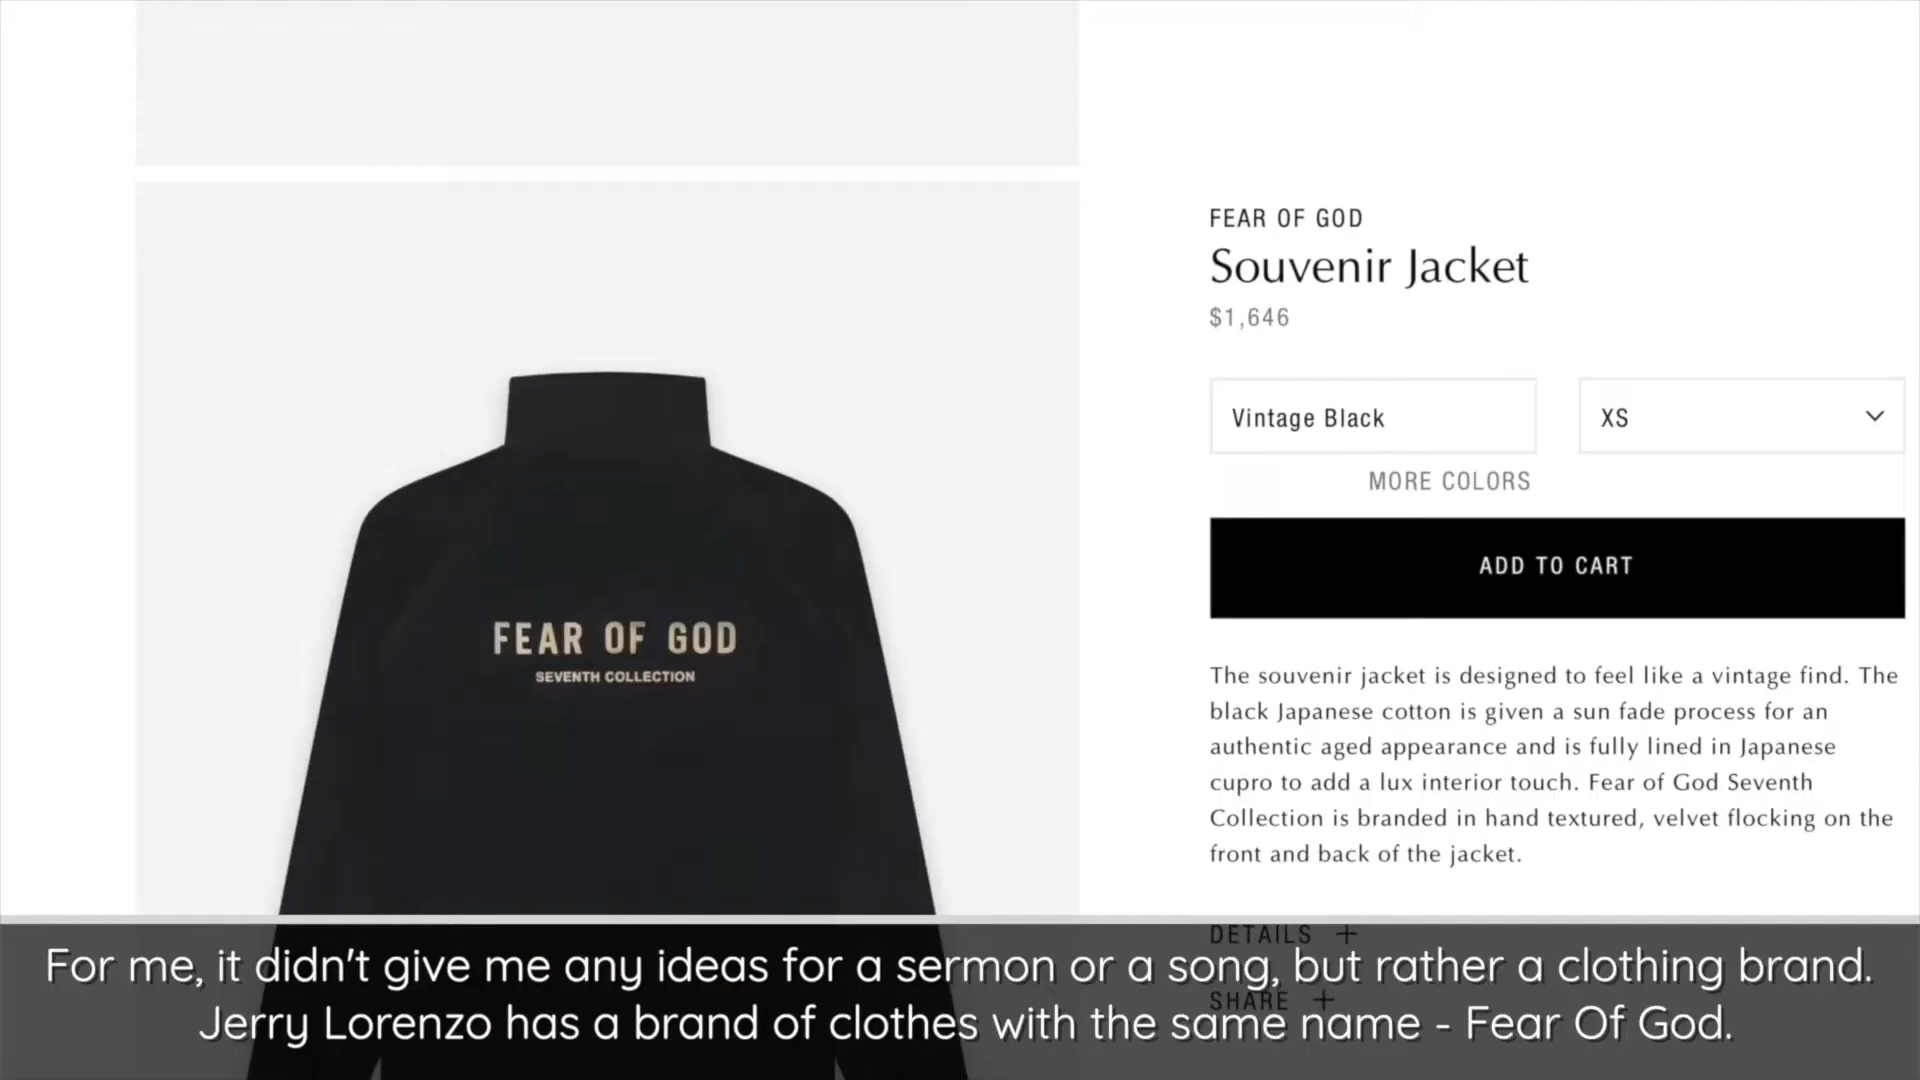 FEAR OF GOD
Souvenir Jacket
$1,646
Vintage Black
XS
MORE COLORS
ADD TO CART
The souvenir jacket is designed to feel like a vintage find. The
black Japanese cotton is given a sun fade process for an
authentic aged appearance and is fully lined in Japanese
cupro to add a lux interior touch. Fear of God Seventh
Collection is branded in hand textured, velvet flocking on the
front and back of the jacket.
DETAILS +
SHARE +
FEAR OF GOD
SEVENTH COLLECTION
For me, it didn't give me any ideas for a sermon or a song, but rather a clothing brand.
Jerry Lorenzo has a brand of clothes with the same name - Fear Of God.